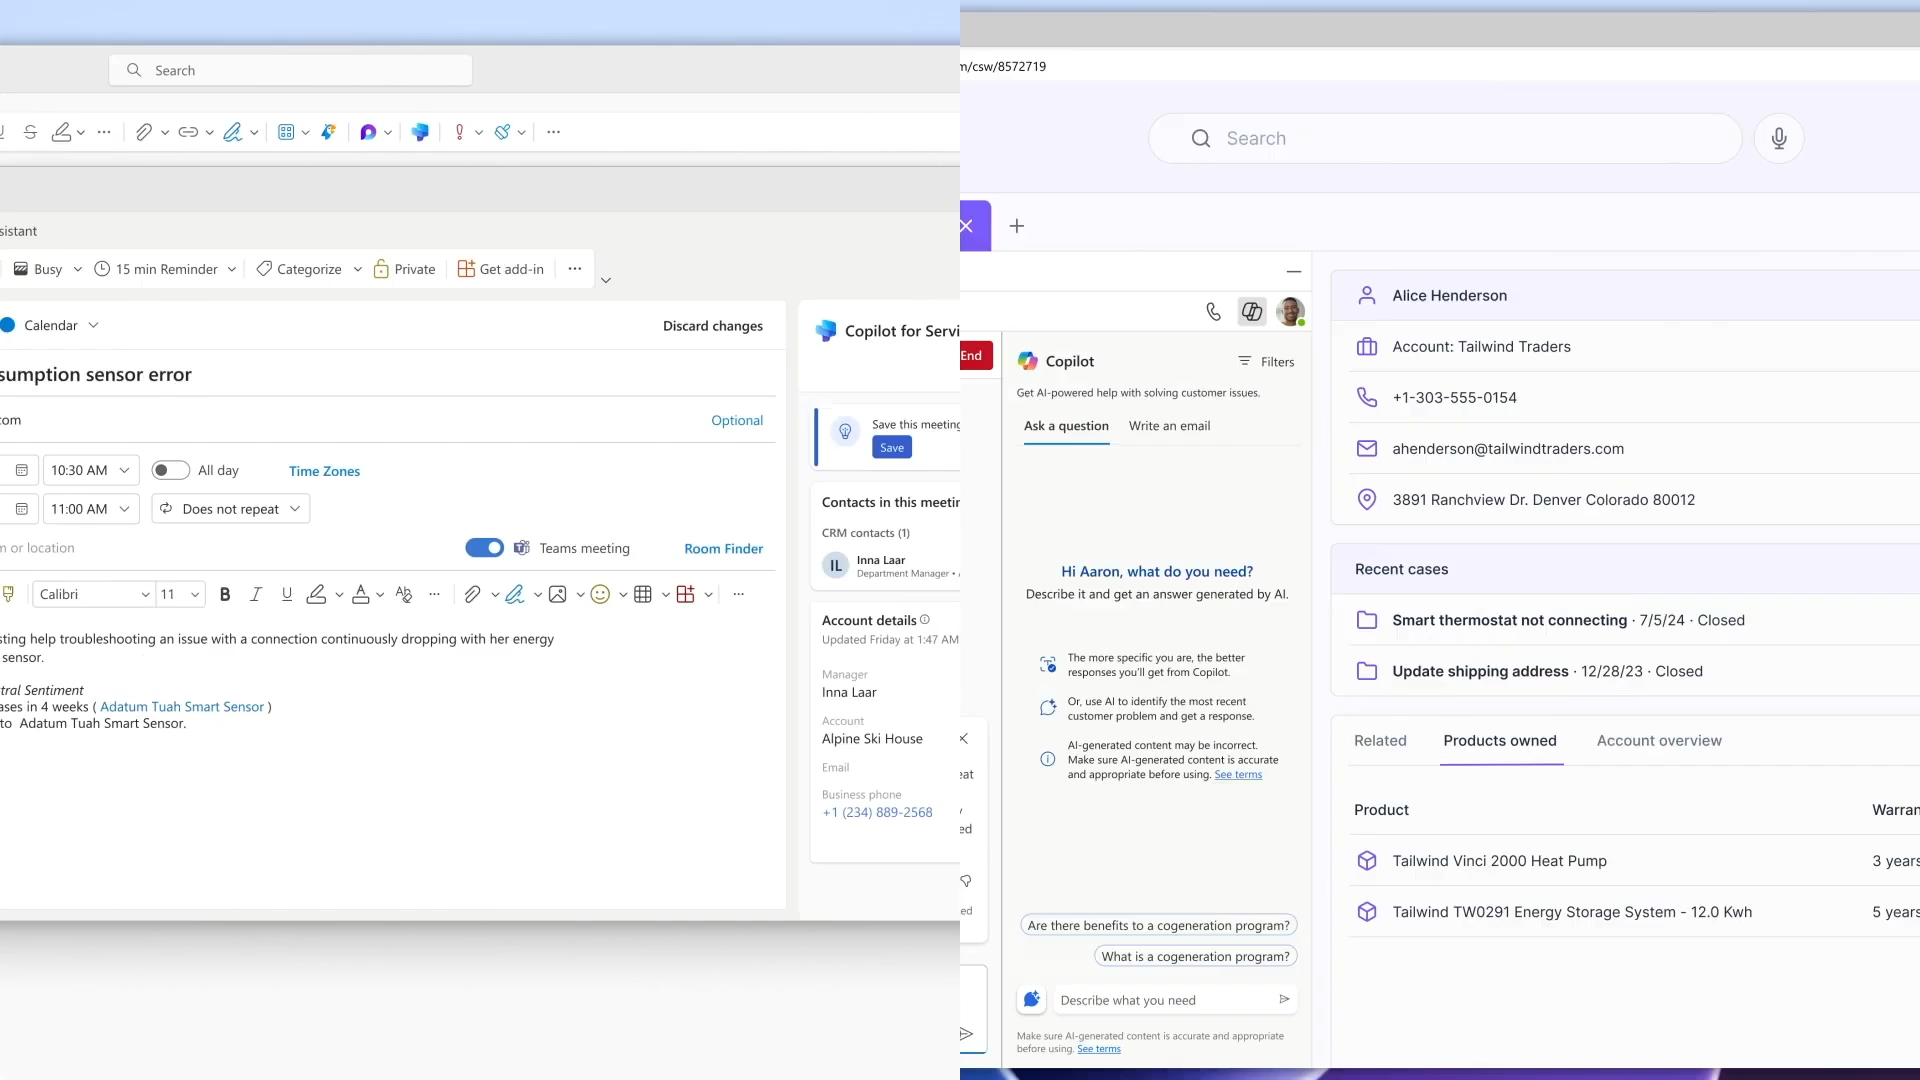 Search
sistant
Busy
15 min Reminder
Categorize
Private
Get add-in
Calendar
Discard changes
sumption sensor error
com
Optional
10:30 AM
All day
Time Zones
11:00 AM
Does not repeat
m or location
Teams meeting
Room Finder
Calibri
11
B
I
U
sting help troubleshooting an issue with a connection continuously dropping with her energy
sensor.
tral Sentiment
ases in 4 weeks ( Adatum Tuah Smart Sensor )
to Adatum Tuah Smart Sensor.
Copilot for Servi
Save this meeting
Save
Contacts in this meetin
CRM contacts (1)
IL
Inna Laar
Department Manager •
Account details
Updated Friday at 1:47 AM
Manager
Inna Laar
Account
Alpine Ski House
Email
Business phone
+1 (234) 889-2568
m/csw/8572719
Search
End
eat
ed
ed
Copilot
Filters
Get AI-powered help with solving customer issues.
Ask a question
Write an email
Hi Aaron, what do you need?
Describe it and get an answer generated by AI.
The more specific you are, the better
responses you'll get from Copilot.
Or, use AI to identify the most recent
customer problem and get a response.
AI-generated content may be incorrect.
Make sure AI-generated content is accurate
and appropriate before using. See terms
Are there benefits to a cogeneration program?
What is a cogeneration program?
Describe what you need
Make sure AI-generated content is accurate and appropriate
before using. See terms
Alice Henderson
Account: Tailwind Traders
+1-303-555-0154
ahenderson@tailwindtraders.com
3891 Ranchview Dr. Denver Colorado 80012
Recent cases
Smart thermostat not connecting · 7/5/24 · Closed
Update shipping address · 12/28/23 · Closed
Related
Products owned
Account overview
Product
Warran
Tailwind Vinci 2000 Heat Pump
3 years
Tailwind TW0291 Energy Storage System - 12.0 Kwh
5 years